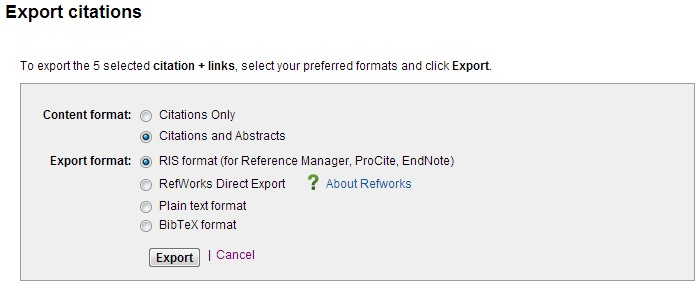 Export citations
To export the 5 selected citation + links, select your preferred formats and click Export.
Content format: Citations Only
Citations and Abstracts
Export format: RIS format (for Reference Manager, ProCite, EndNote)
RefWorks Direct Export ? About Refworks
Plain text format
BibTeX format
Export | Cancel